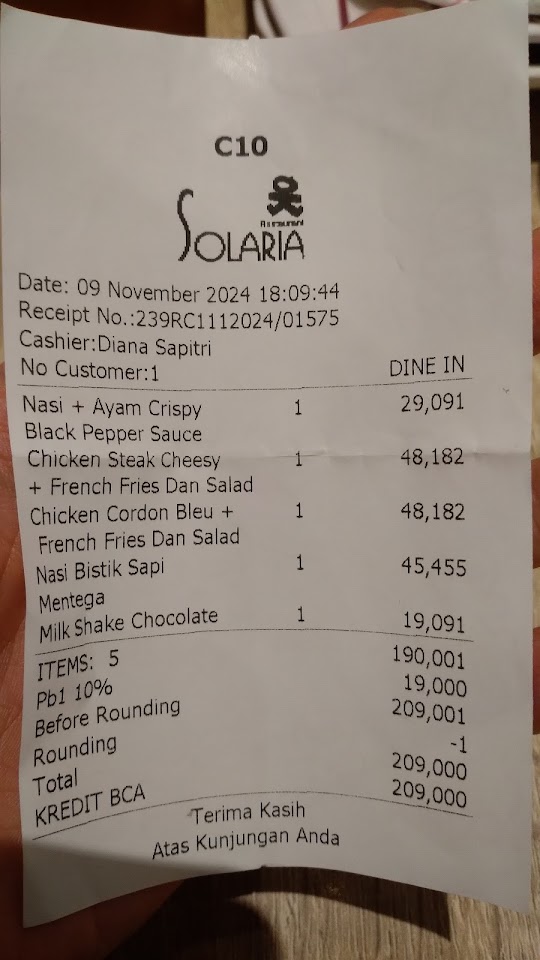 C10
Restaurant
SOLARIA
Date: 09 November 2024 18:09:44
Receipt No.:239RC1112024/01575
Cashier:Diana Sapitri
No Customer:1 DINE IN
Nasi + Ayam Crispy 1 29,091
Black Pepper Sauce
Chicken Steak Cheesy 1 48,182
+ French Fries Dan Salad
Chicken Cordon Bleu + 1 48,182
French Fries Dan Salad
Nasi Bistik Sapi 1 45,455
Mentega
Milk Shake Chocolate 1 19,091
ITEMS: 5 190,001
Pb1 10% 19,000
Before Rounding 209,001
Rounding -1
Total 209,000
KREDIT BCA 209,000
Terima Kasih
Atas Kunjungan Anda